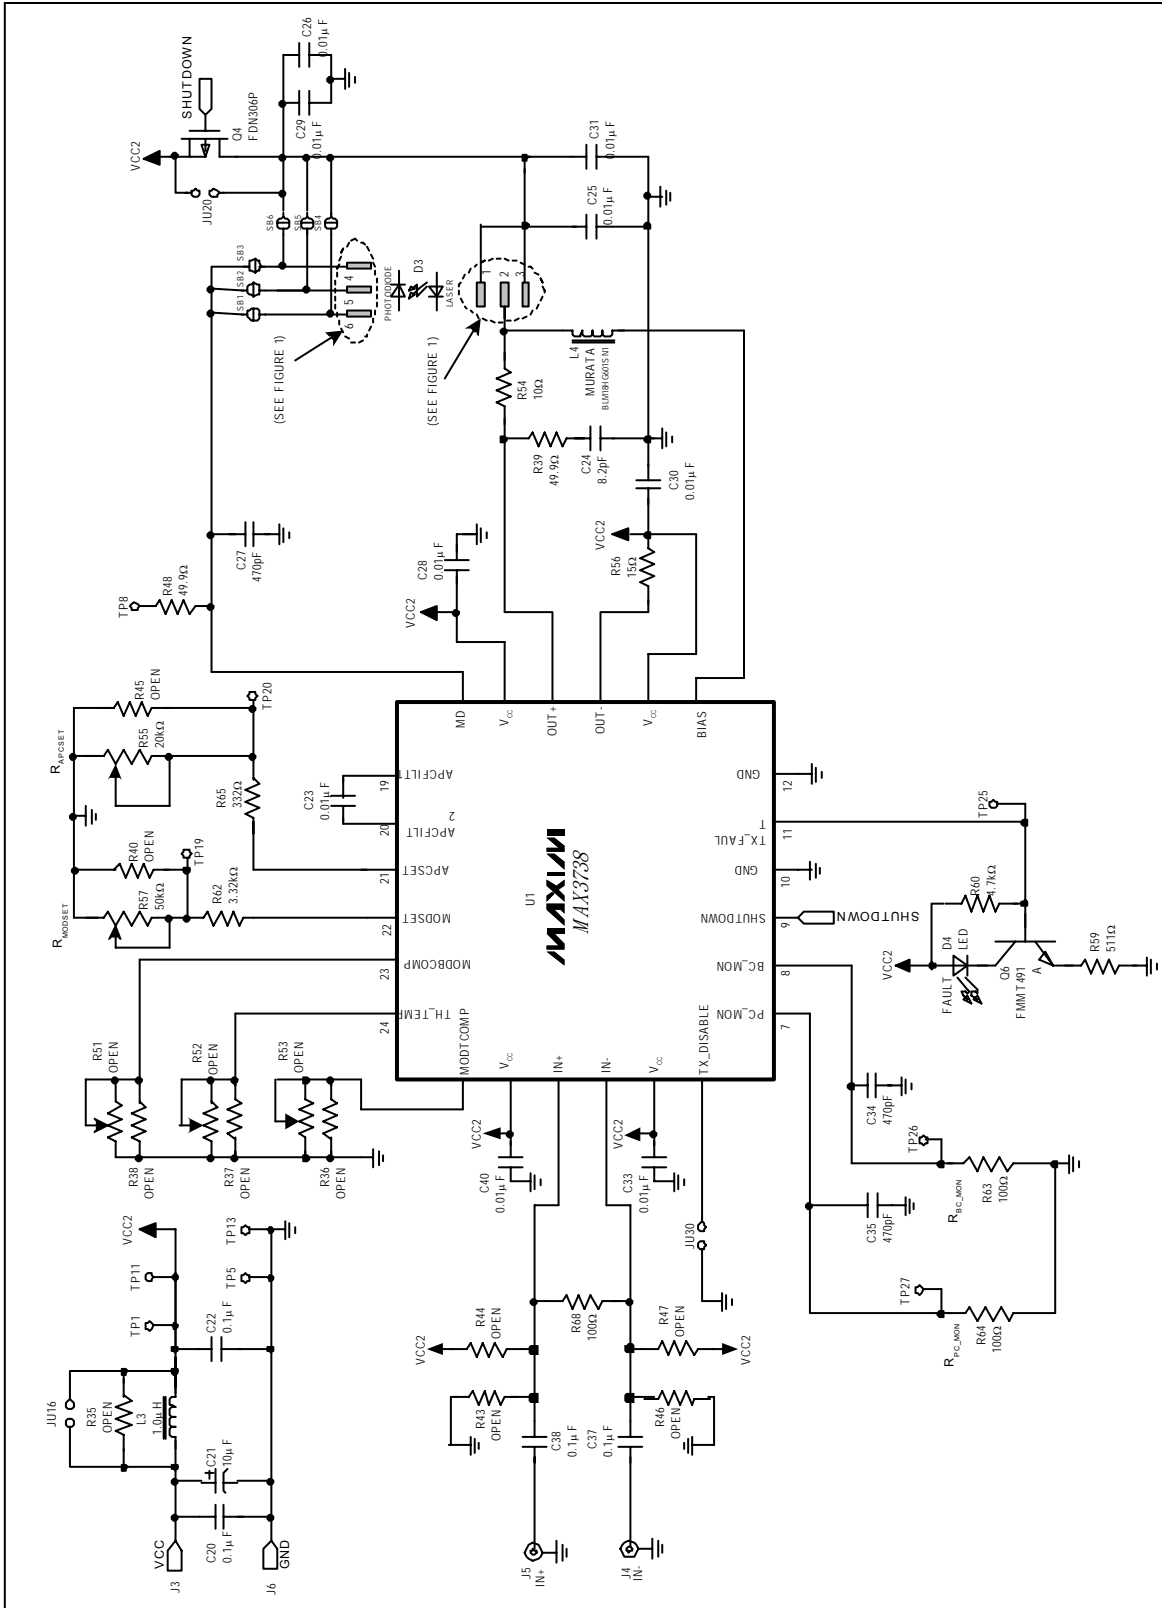 SHUTDOWN
VCC2
Q4
FDN306P
JU20
C26
0.01µF
C29
0.01µF
SB6
SB5
SB4
SB3
SB2
SB1
4
5
6
PHOTODIODE
D3
LASER
(SEE FIGURE 1)
1
2
3
(SEE FIGURE 1)
C31
0.01µF
C25
0.01µF
L4
MURATA
BLM18HG601SN1
R54
10Ω
R39
49.9Ω
C24
8.2pF
C30
0.01µF
VCC2
R56
15Ω
C27
470pF
TP8
R48
49.9Ω
C28
0.01µF
VCC2
R45
OPEN
TP20
R55
20kΩ
RAPCSET
R65
332Ω
C23
0.01µF
R40
OPEN
TP19
R57
50kΩ
RMODSET
R62
3.32kΩ
MD
VCC
OUT+
OUT-
VCC
BIAS
APCFILT1
19
APCFILT
2
20
APCSET
21
MODSET
22
MODBCOMP
23
TH_TEMP
24
U1
MAXIM
MAX3738
GND
12
TX_FAUL
T
11
GND
10
SHUTDOWN
9
BC_MON
8
PC_MON
7
MODTCOMP
VCC
IN+
IN-
VCC
TX_DISABLE
SHUTDOWN
TP25
R60
4.7kΩ
VCC2
FAULT
D4
LED
Q6
FMMT491
A
R59
511Ω
R51
OPEN
R38
OPEN
R52
OPEN
R37
OPEN
R53
OPEN
R36
OPEN
VCC2
C40
0.01µF
VCC2
C33
0.01µF
JU30
C34
470pF
TP26
RBC_MON
R63
100Ω
C35
470pF
TP27
RPC_MON
R64
100Ω
VCC2
TP11
TP1
TP13
TP5
C22
0.1µF
JU16
R35
OPEN
L3
1.0µH
C21
10µF
C20
0.1µF
VCC
J3
GND
J6
VCC2
R44
OPEN
R68
100Ω
R47
OPEN
VCC2
R43
OPEN
R46
OPEN
C38
0.1µF
C37
0.1µF
J5
IN+
J4
IN-